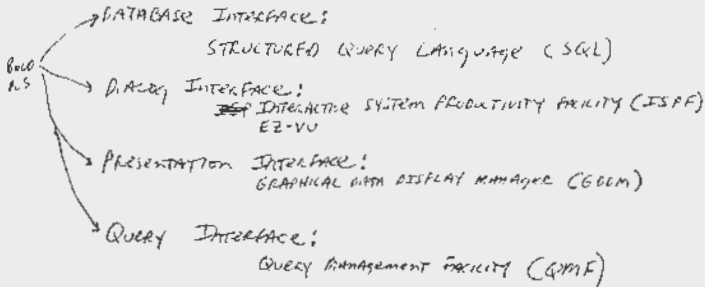 DATABASE INTERFACE:
STRUCTURED QUERY LANGUAGE (SQL)
BOLD
DIALOG INTERFACE:
INTERACTIVE SYSTEM PRODUCTIVITY FACILITY (ISPF)
EZ-VU
PRESENTATION INTERFACE:
GRAPHICAL DATA DISPLAY MANAGER (GDDM)
QUERY INTERFACE:
QUERY MANAGEMENT FACILITY (QMF)